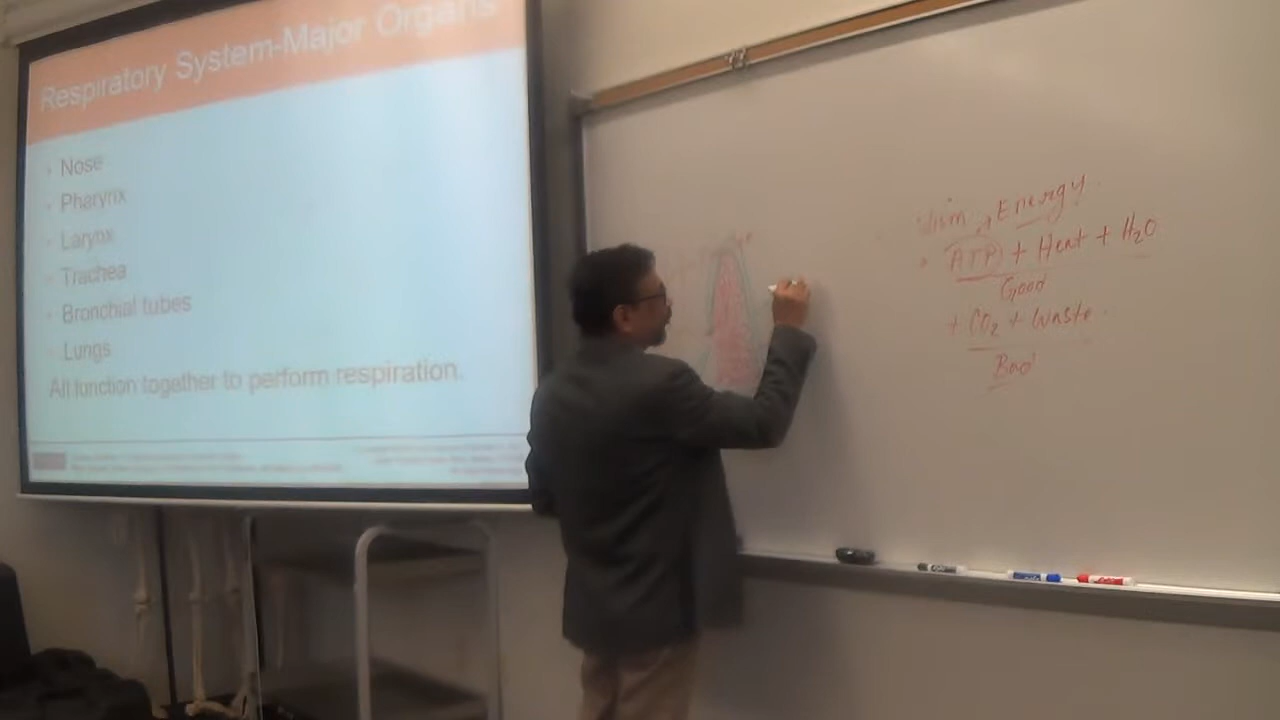 Respiratory System-Major Organs
• Nose
• Pharynx
• Larynx
• Trachea
• Bronchial tubes
• Lungs
All function together to perform respiration.
Energy
ATP + Heat + H₂O
Good
+ CO₂ + Waste
Bad